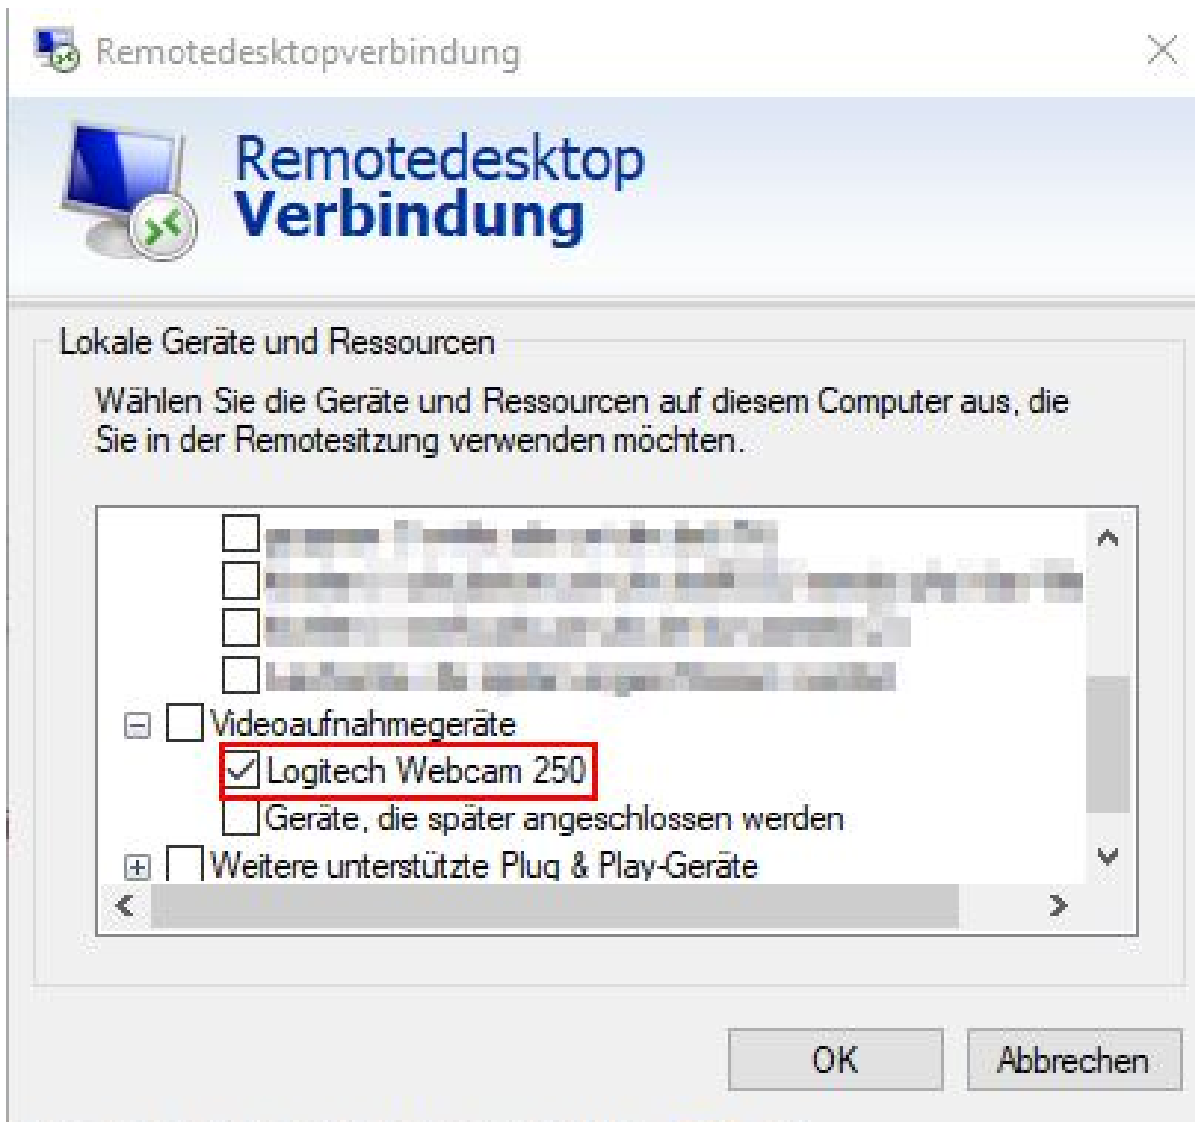 Remotedesktopverbindung
Remotedesktop
Verbindung
Lokale Geräte und Ressourcen
Wählen Sie die Geräte und Ressourcen auf diesem Computer aus, die
Sie in der Remotesitzung verwenden möchten.
Videoaufnahmegeräte
Logitech Webcam 250
Geräte, die später angeschlossen werden
Weitere unterstützte Plug & Play-Geräte
OK
Abbrechen